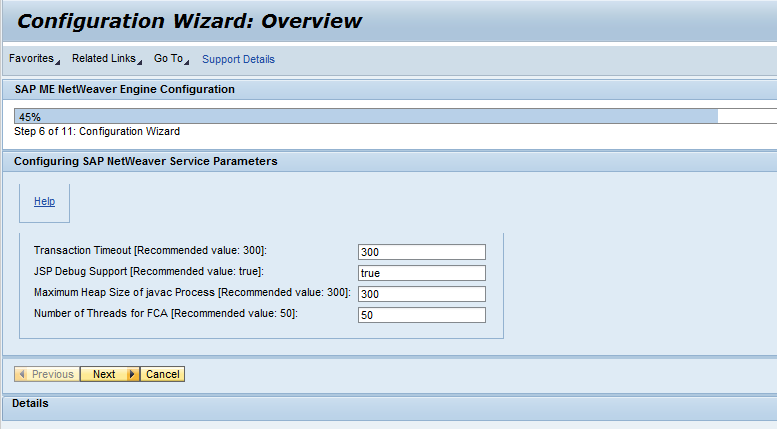 Configuration Wizard: Overview
Favorites Related Links Go To Support Details
SAP ME NetWeaver Engine Configuration
45%
Step 6 of 11: Configuration Wizard
Configuring SAP NetWeaver Service Parameters
Help
Transaction Timeout [Recommended value: 300]: 300
JSP Debug Support [Recommended value: true]: true
Maximum Heap Size of javac Process [Recommended value: 300]: 300
Number of Threads for FCA [Recommended value: 50]: 50
Previous Next Cancel
Details